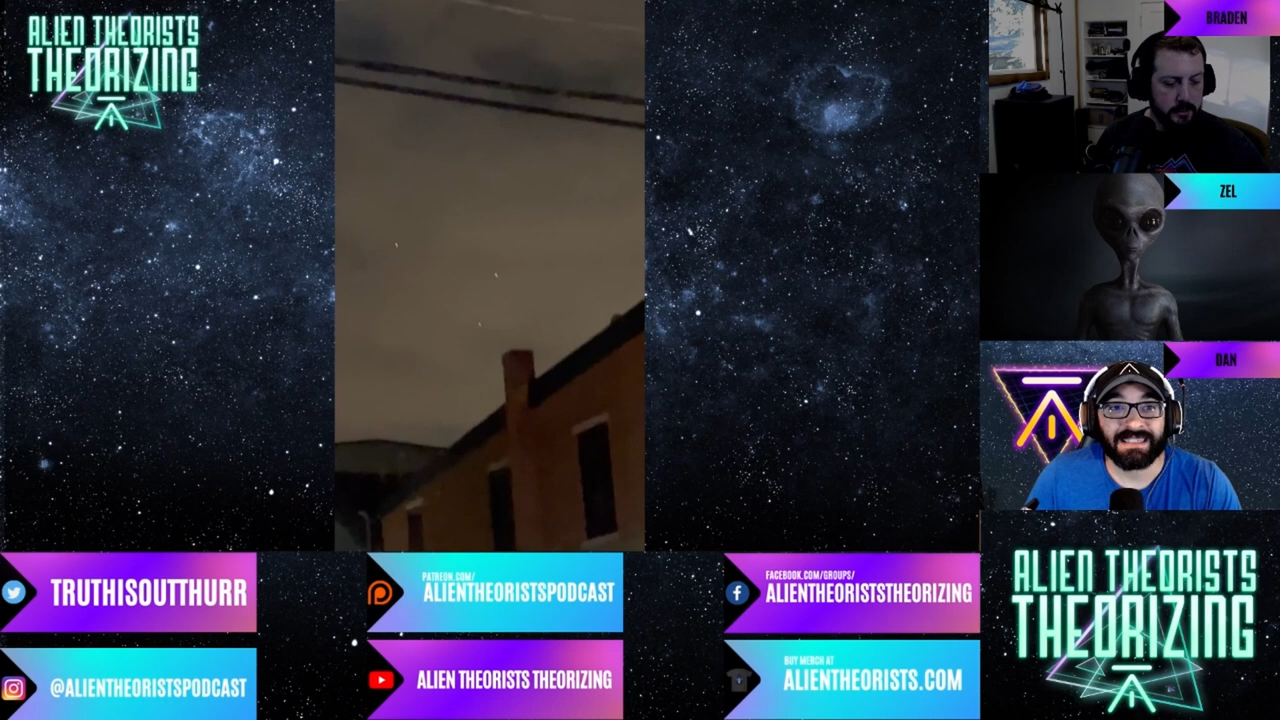 ALIEN THEORISTS
THEORIZING
BRADEN
ZEL
DAN
TRUTHISOUTTHURR
PATREON.COM/
ALIENTHEORISTSPODCAST
FACEBOOK.COM/GROUPS/
ALIENTHEORISTSTHEORIZING
@ALIENTHEORISTSPODCAST
ALIEN THEORISTS THEORIZING
BUY MERCH AT
ALIENTHEORISTS.COM
ALIEN THEORISTS
THEORIZING